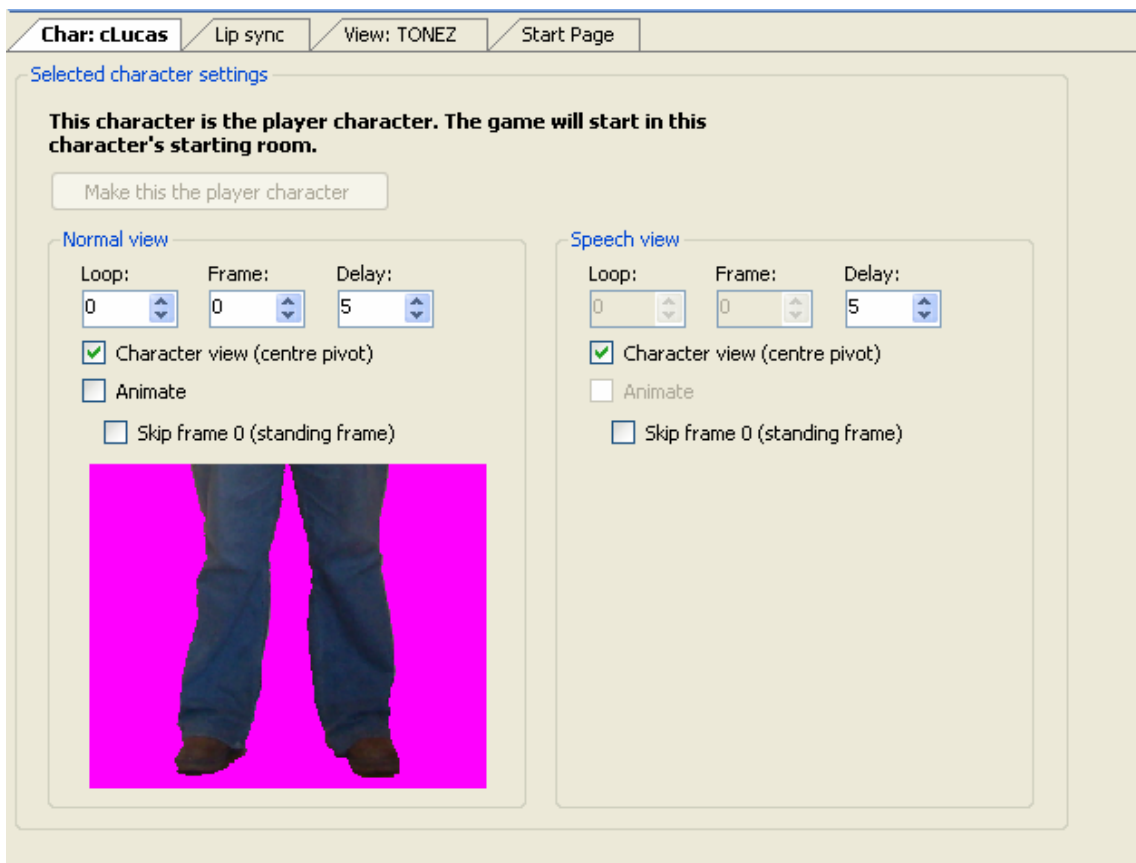 Char: cLucas
Lip sync
View: TONEZ
Start Page
Selected character settings
This character is the player character. The game will start in this
character's starting room.
Make this the player character
Normal view
Loop: Frame: Delay:
0 0 5
Character view (centre pivot)
Animate
Skip frame 0 (standing frame)
Speech view
Loop: Frame: Delay:
0 0 5
Character view (centre pivot)
Animate
Skip frame 0 (standing frame)